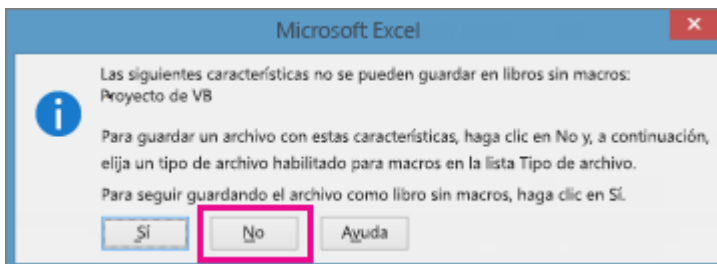 Microsoft Excel
Las siguientes características no se pueden guardar en libros sin macros:
Proyecto de VB
Para guardar un archivo con estas características, haga clic en No y, a continuación,
elija un tipo de archivo habilitado para macros en la lista Tipo de archivo.
Para seguir guardando el archivo como libro sin macros, haga clic en Sí.
Sí No Ayuda